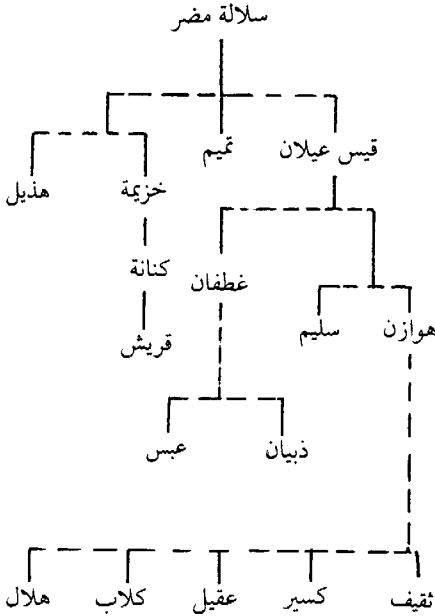 سلالة مضر
قيس عيلان
تميم
خزيمة
هذيل
غطفان
كنانة
هوازن
سليم
قريش
ذبيان
عبس
ثقيف
كسير
عقيل
كلاب
هلال